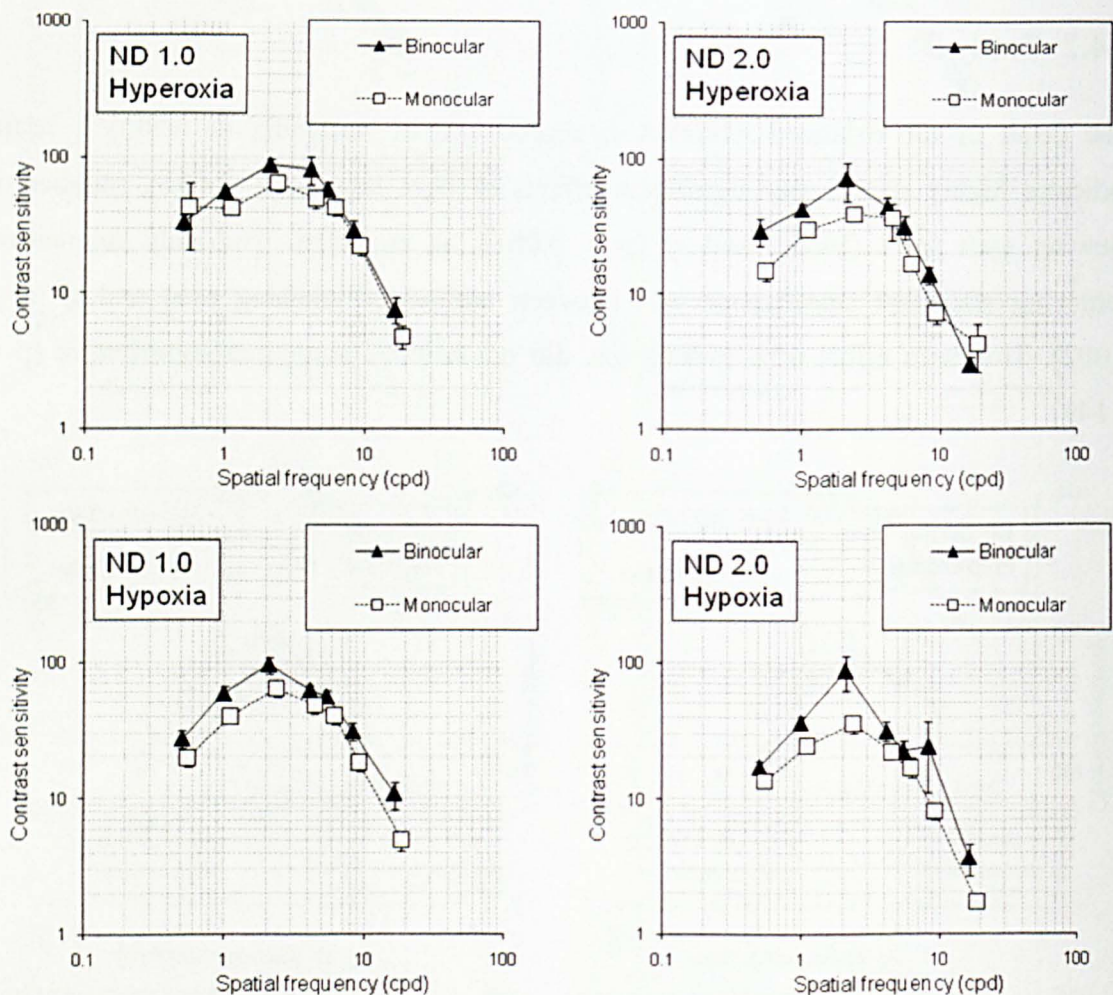 ND 1.0
Hyperoxia
Binocular
Monocular
1000
100
10
1
Contrast sensitivity
0.1 1 10 100
Spatial frequency (cpd)
ND 2.0
Hyperoxia
Binocular
Monocular
1000
100
10
1
Contrast sensitivity
0.1 1 10 100
Spatial frequency (cpd)
ND 1.0
Hypoxia
Binocular
Monocular
1000
100
10
1
Contrast sensitivity
0.1 1 10 100
Spatial frequency (cpd)
ND 2.0
Hypoxia
Binocular
Monocular
1000
100
10
1
Contrast sensitivity
0.1 1 10 100
Spatial frequency (cpd)